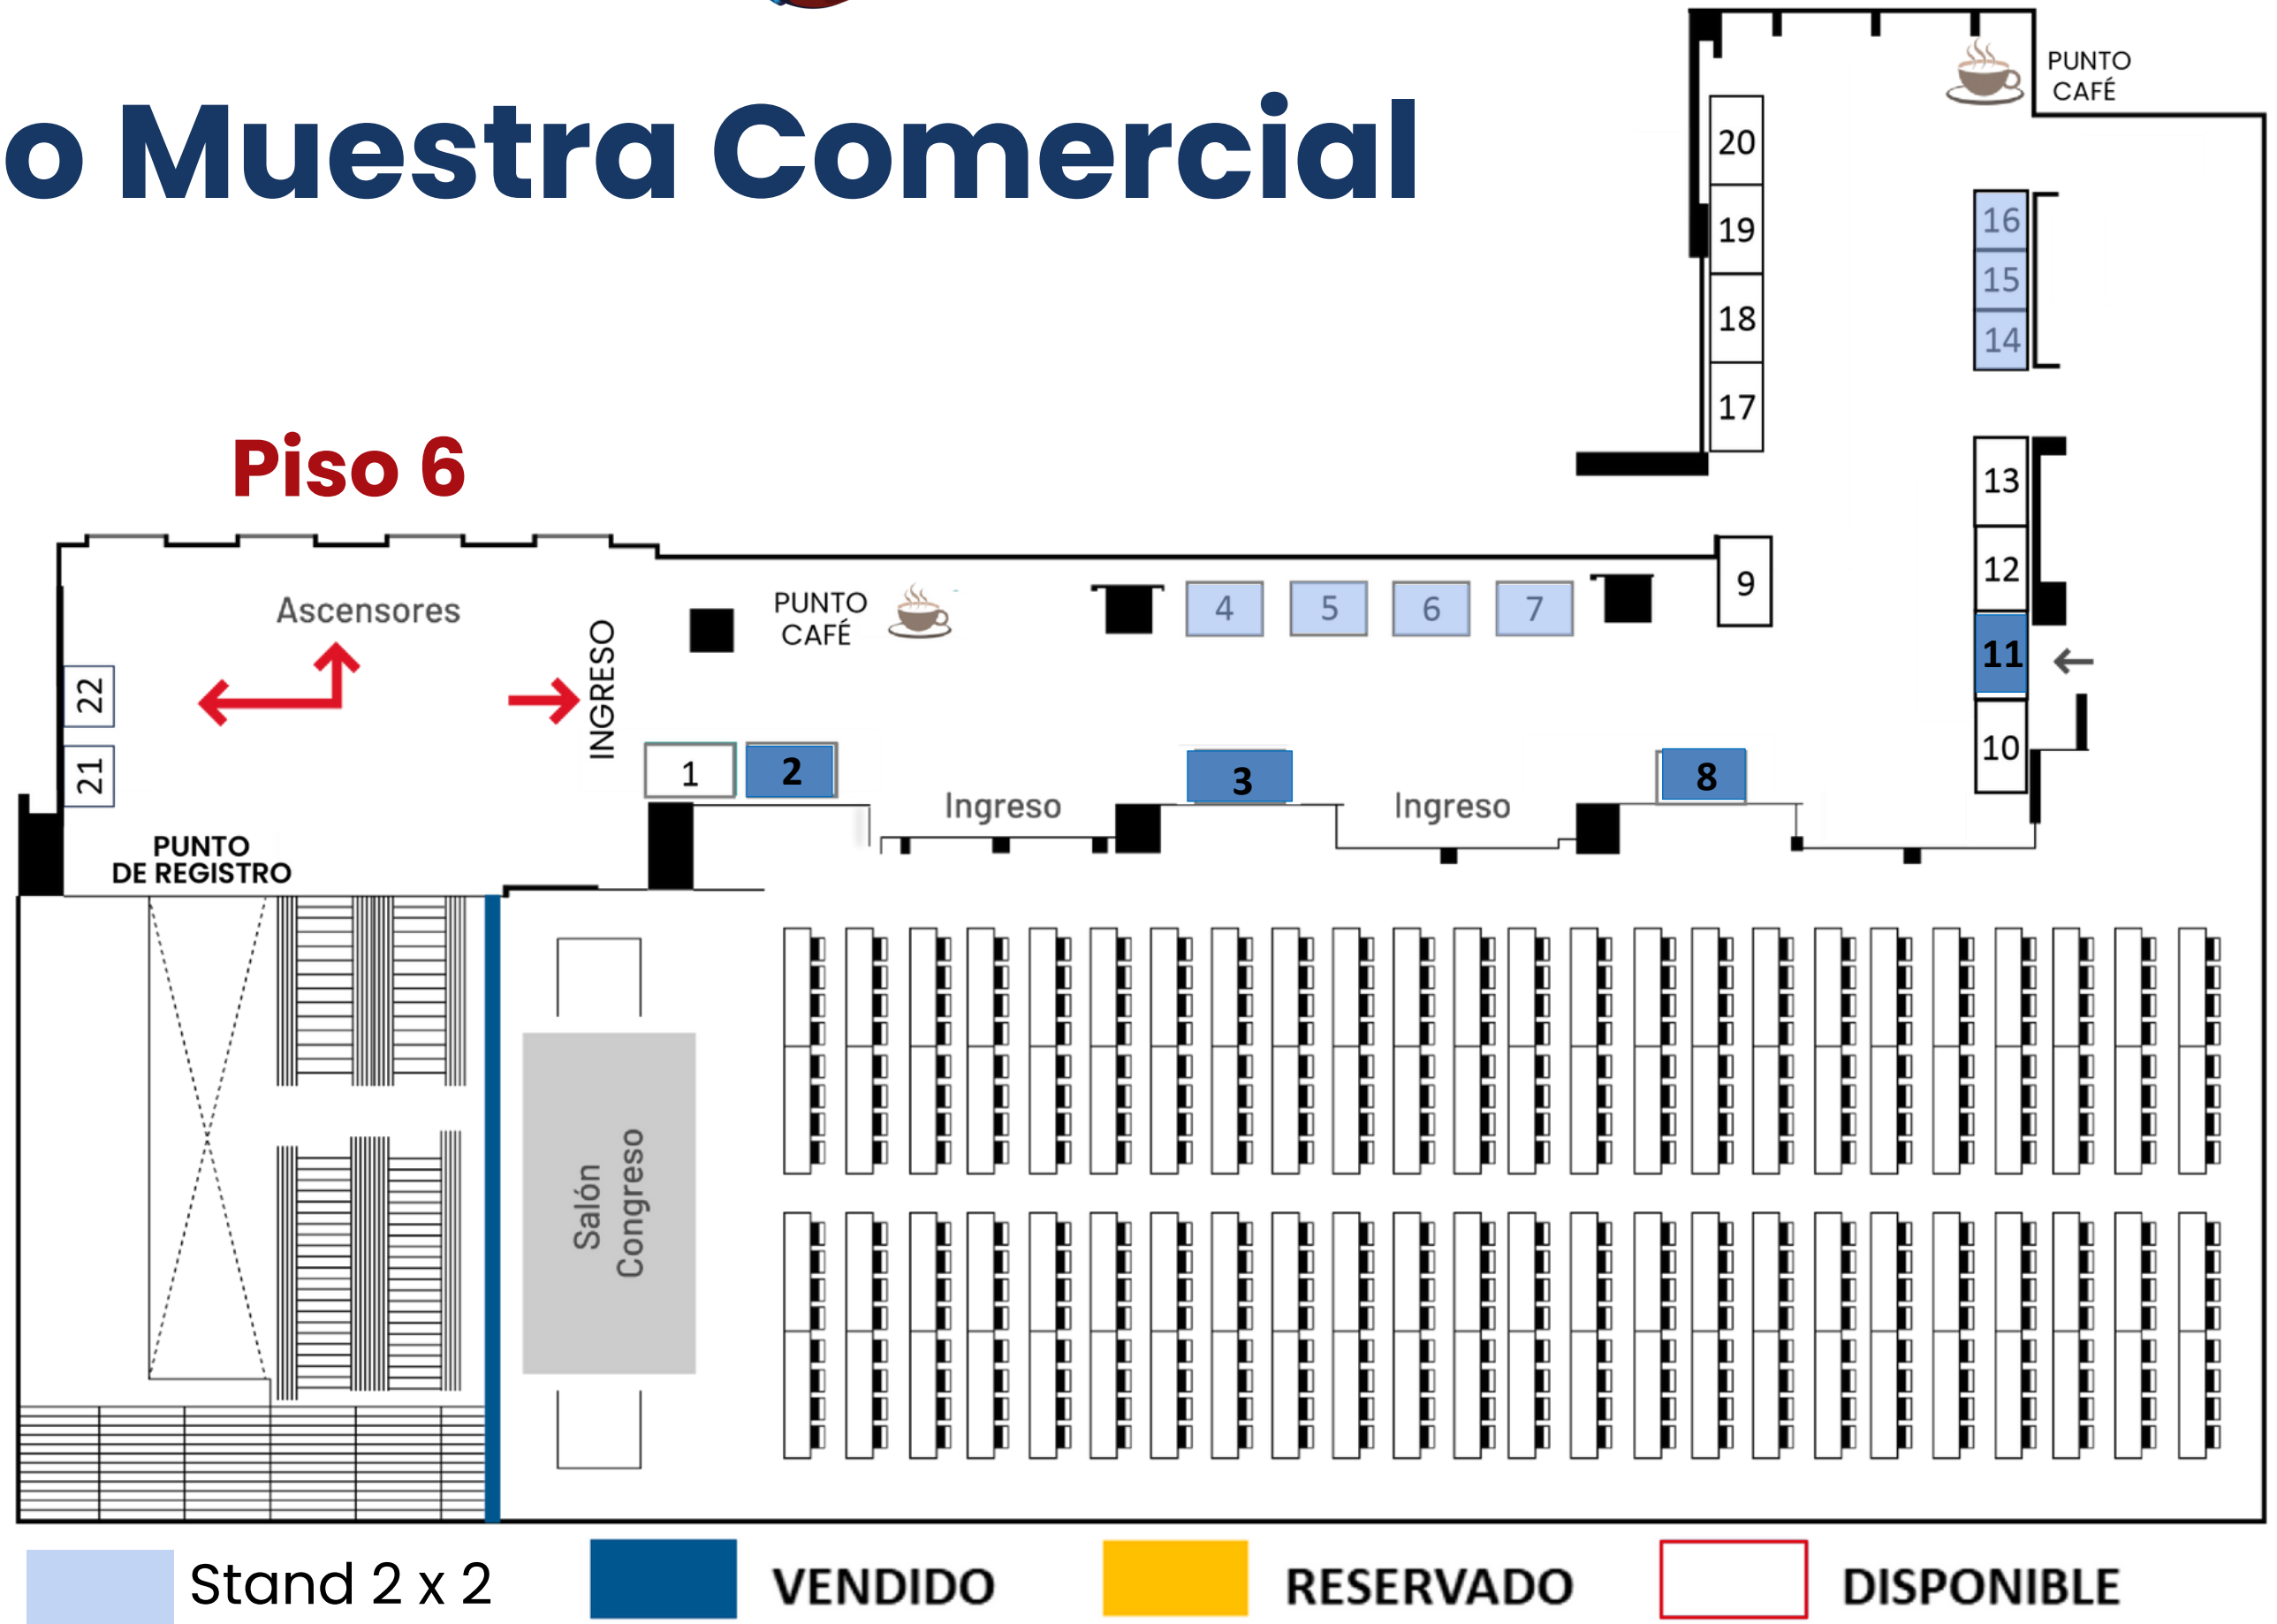 o Muestra Comercial
PUNTO
CAFÉ
20
19
18
17
16
15
14
Piso 6
13
12
11
10
9
Ascensores
INGRESO
PUNTO
CAFÉ
4
5
6
7
22
21
1
2
3
8
Ingreso
Ingreso
PUNTO
DE REGISTRO
Salón
Congreso
Stand 2 x 2
VENDIDO
RESERVADO
DISPONIBLE